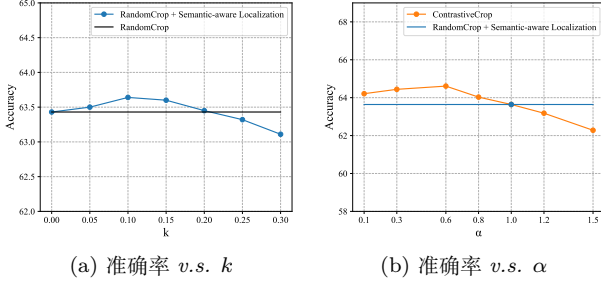 RandomCrop + Semantic-aware Localization
RandomCrop
Accuracy
65.0
64.5
64.0
63.5
63.0
62.5
62.0
0.00 0.05 0.10 0.15 0.20 0.25 0.30
k
(a) 准确率 v.s. k
ContrastiveCrop
RandomCrop + Semantic-aware Localization
Accuracy
68
66
64
62
60
58
0.1 0.3 0.6 0.8 1.0 1.2 1.5
α
(b) 准确率 v.s. α